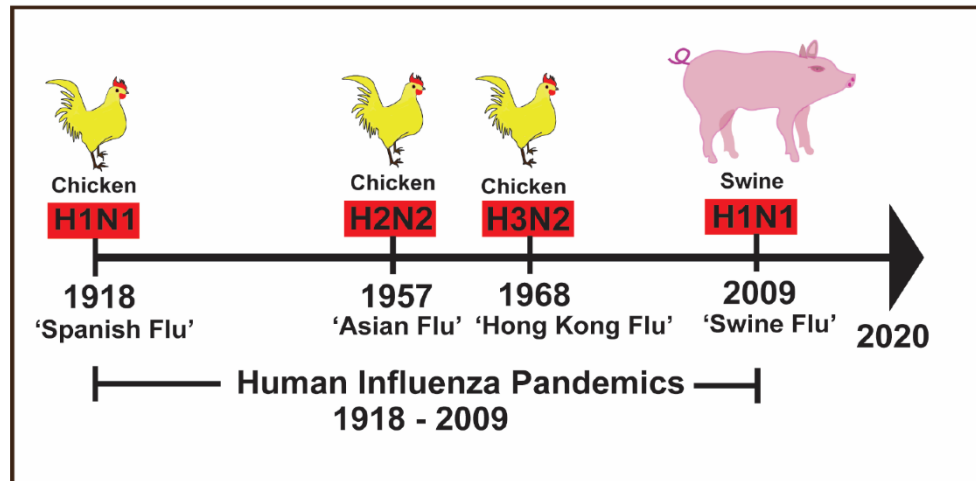 Chicken
H1N1
Chicken
H2N2
Chicken
H3N2
Swine
H1N1
1918
‘Spanish Flu’
1957
‘Asian Flu’
1968
‘Hong Kong Flu’
2009
‘Swine Flu’
2020
Human Influenza Pandemics
1918 - 2009